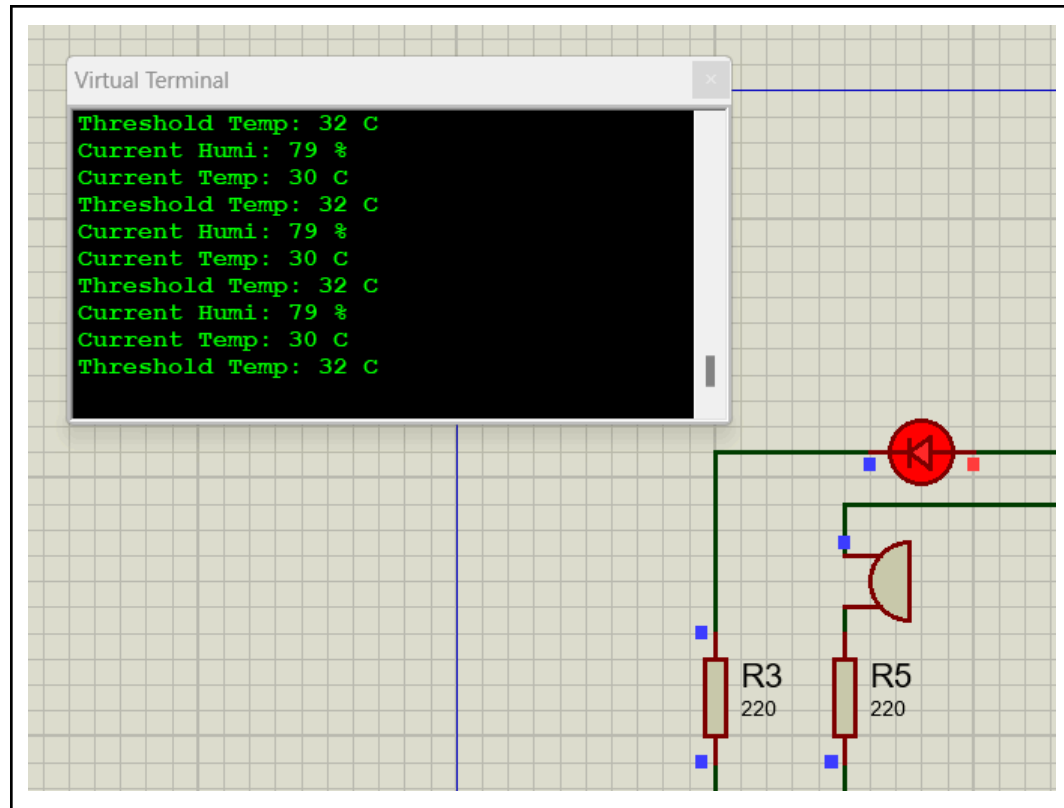 Virtual Terminal
Threshold Temp: 32 C
Current Humi: 79 %
Current Temp: 30 C
Threshold Temp: 32 C
Current Humi: 79 %
Current Temp: 30 C
Threshold Temp: 32 C
Current Humi: 79 %
Current Temp: 30 C
Threshold Temp: 32 C
R3
220
R5
220